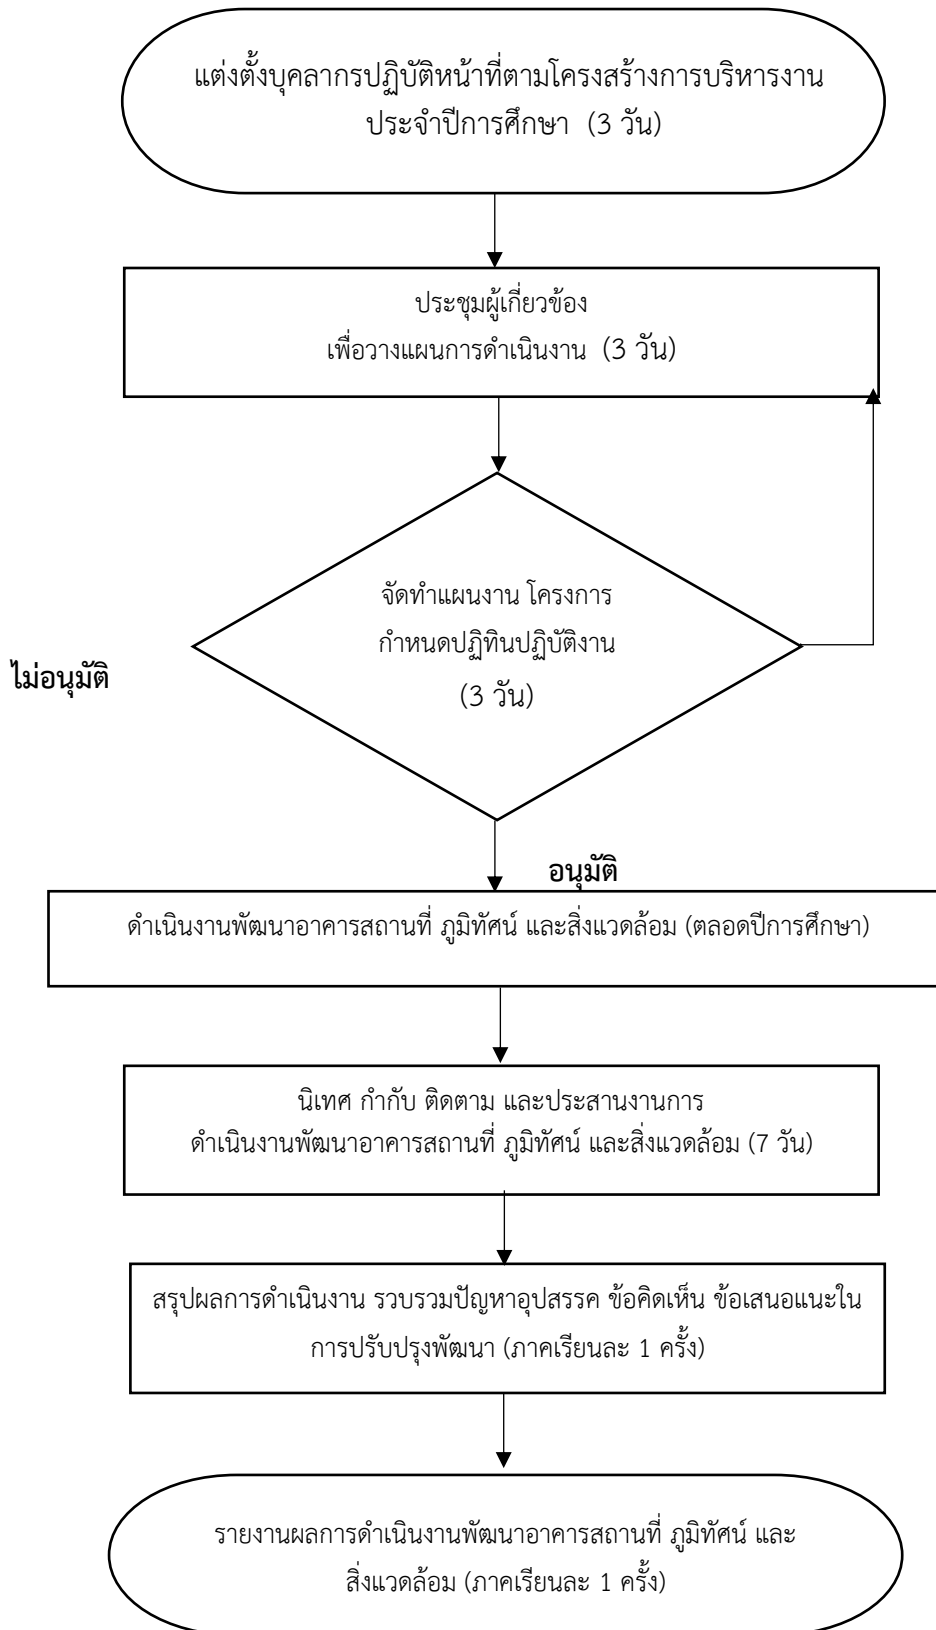 แต่งตั้งบุคลากรปฏิบัติหน้าที่ตามโครงสร้างการบริหารงาน
ประจำปีการศึกษา (3 วัน)
ประชุมผู้เกี่ยวข้อง
เพื่อวางแผนการดำเนินงาน (3 วัน)
จัดทำแผนงาน โครงการ
กำหนดปฏิทินปฏิบัติงาน
(3 วัน)
ไม่อนุมัติ
อนุมัติ
ดำเนินงานพัฒนาอาคารสถานที่ ภูมิทัศน์ และสิ่งแวดล้อม (ตลอดปีการศึกษา)
นิเทศ กำกับ ติดตาม และประสานงานการ
ดำเนินงานพัฒนาอาคารสถานที่ ภูมิทัศน์ และสิ่งแวดล้อม (7 วัน)
สรุปผลการดำเนินงาน รวบรวมปัญหาอุปสรรค ข้อคิดเห็น ข้อเสนอแนะใน
การปรับปรุงพัฒนา (ภาคเรียนละ 1 ครั้ง)
รายงานผลการดำเนินงานพัฒนาอาคารสถานที่ ภูมิทัศน์ และ
สิ่งแวดล้อม (ภาคเรียนละ 1 ครั้ง)